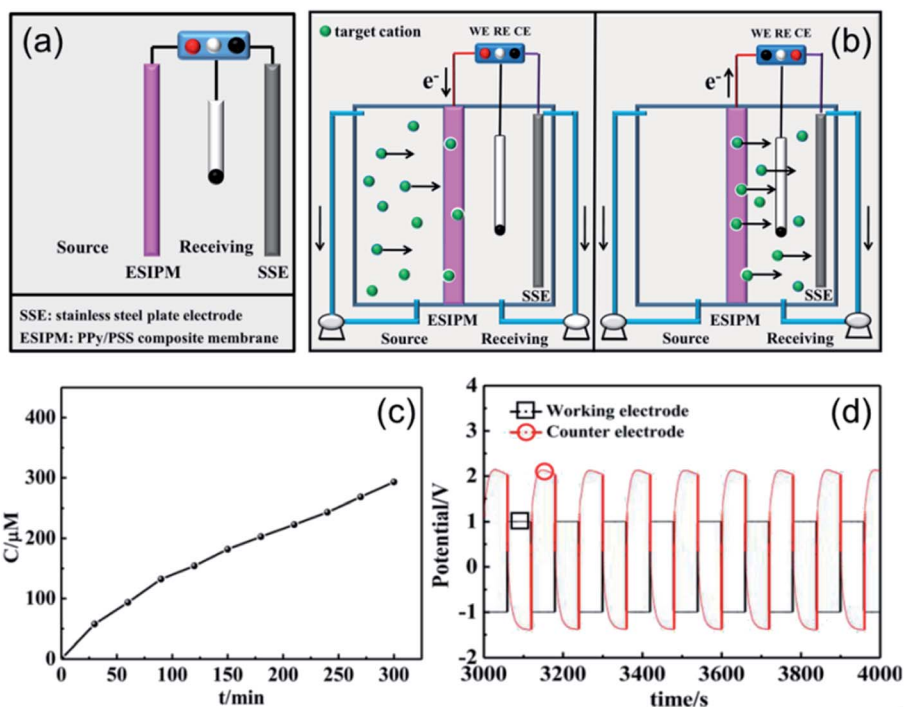 (a)
Source
Receiving
ESIPM
SSE
SSE: stainless steel plate electrode
ESIPM: PPy/PSS composite membrane
target cation
WE RE CE
WE RE CE
(b)
e-
e-
SSE
SSE
ESIPM
ESIPM
Source
Receiving
Source
Receiving
(c)
C/μM
400
300
200
100
0
0 50 100 150 200 250 300
t/min
(d)
Working electrode
Counter electrode
Potential/V
4
3
2
1
0
-1
-2
3000 3200 3400 3600 3800 4000
time/s